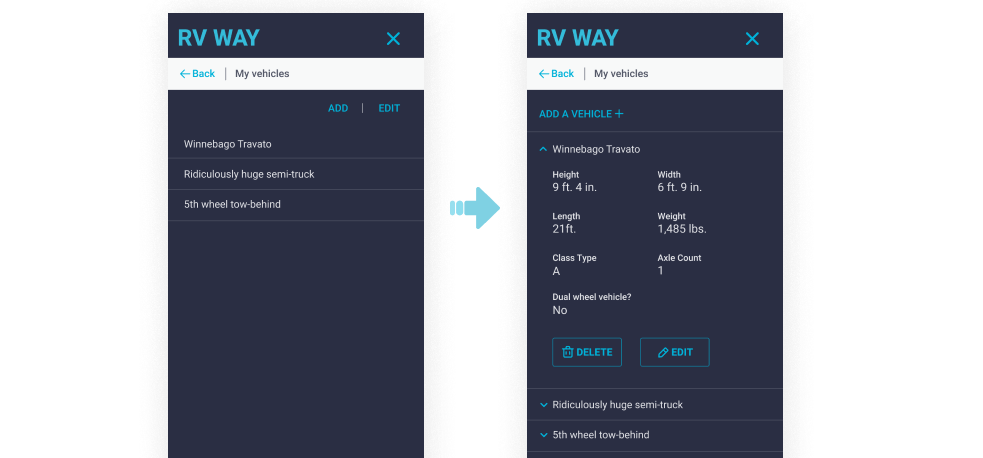 RV WAY
Back | My vehicles
ADD | EDIT
Winnebago Travato
Ridiculously huge semi-truck
5th wheel tow-behind
RV WAY
Back | My vehicles
ADD A VEHICLE +
Winnebago Travato
Height Width
9 ft. 4 in. 6 ft. 9 in.
Length Weight
21ft. 1,485 lbs.
Class Type Axle Count
A 1
Dual wheel vehicle?
No
DELETE EDIT
Ridiculously huge semi-truck
5th wheel tow-behind